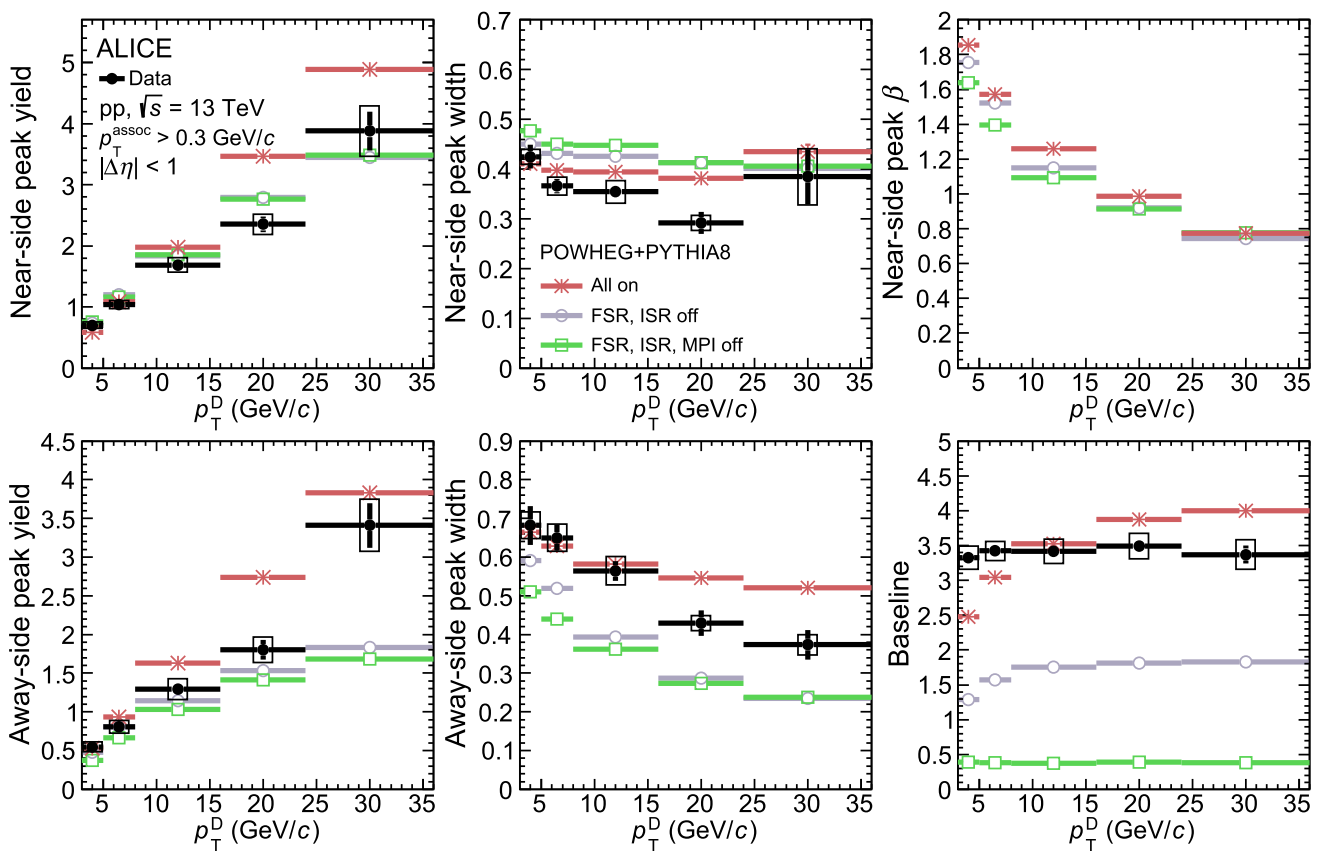 Near-side peak yield
5
4
3
2
1
0
ALICE
Data
pp, √s = 13 TeV
p_T^assoc > 0.3 GeV/c
|Δη| < 1
5 10 15 20 25 30 35
p_T^D (GeV/c)
Near-side peak width
0.7
0.6
0.5
0.4
0.3
0.2
0.1
0
POWHEG+PYTHIA8
All on
FSR, ISR off
FSR, ISR, MPI off
5 10 15 20 25 30 35
p_T^D (GeV/c)
Near-side peak β
2
1.8
1.6
1.4
1.2
1
0.8
0.6
0.4
0.2
0
5 10 15 20 25 30 35
p_T^D (GeV/c)
Away-side peak yield
4.5
4
3.5
3
2.5
2
1.5
1
0.5
0
5 10 15 20 25 30 35
p_T^D (GeV/c)
Away-side peak width
0.9
0.8
0.7
0.6
0.5
0.4
0.3
0.2
0.1
0
5 10 15 20 25 30 35
p_T^D (GeV/c)
Baseline
5
4.5
4
3.5
3
2.5
2
1.5
1
0.5
0
5 10 15 20 25 30 35
p_T^D (GeV/c)